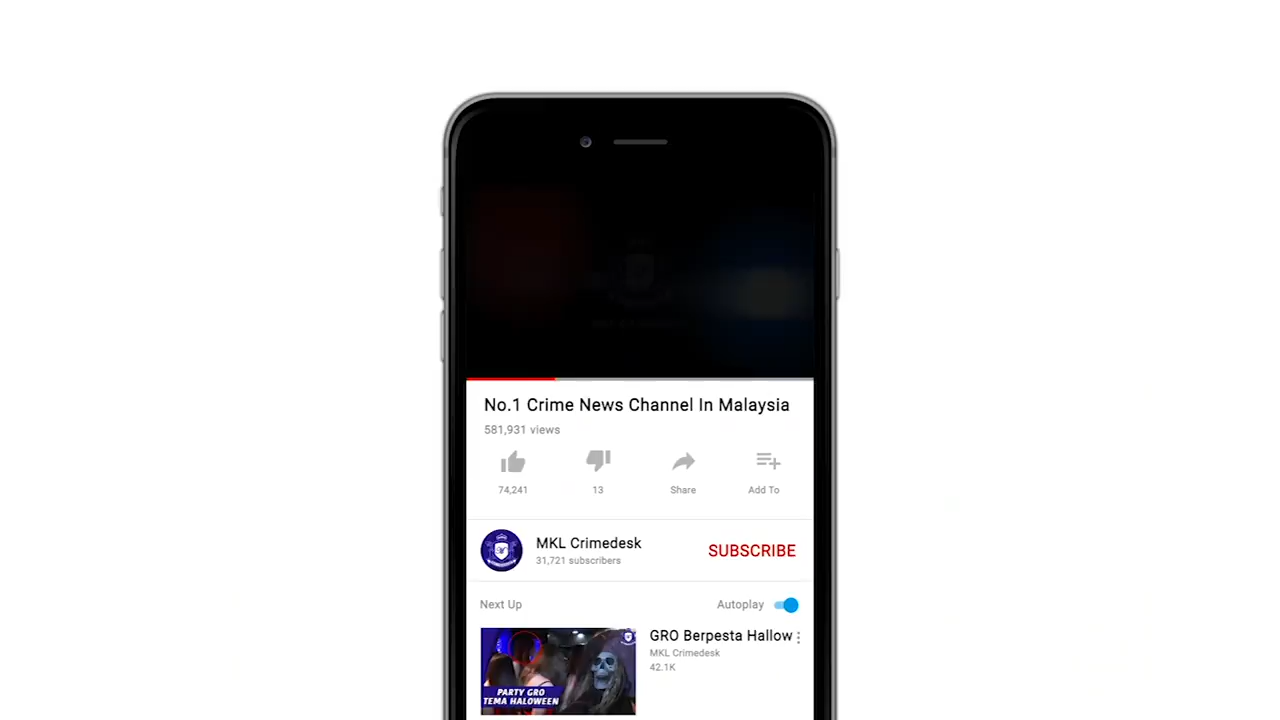 No.1 Crime News Channel In Malaysia
581,931 views
74,241
13
Share
Add To
MKL Crimedesk
SUBSCRIBE
31,721 subscribers
Next Up
Autoplay
GRO Berpesta Hallow
MKL Crimedesk
42.1K
PARTY GRO
TEMA HALOWEEN